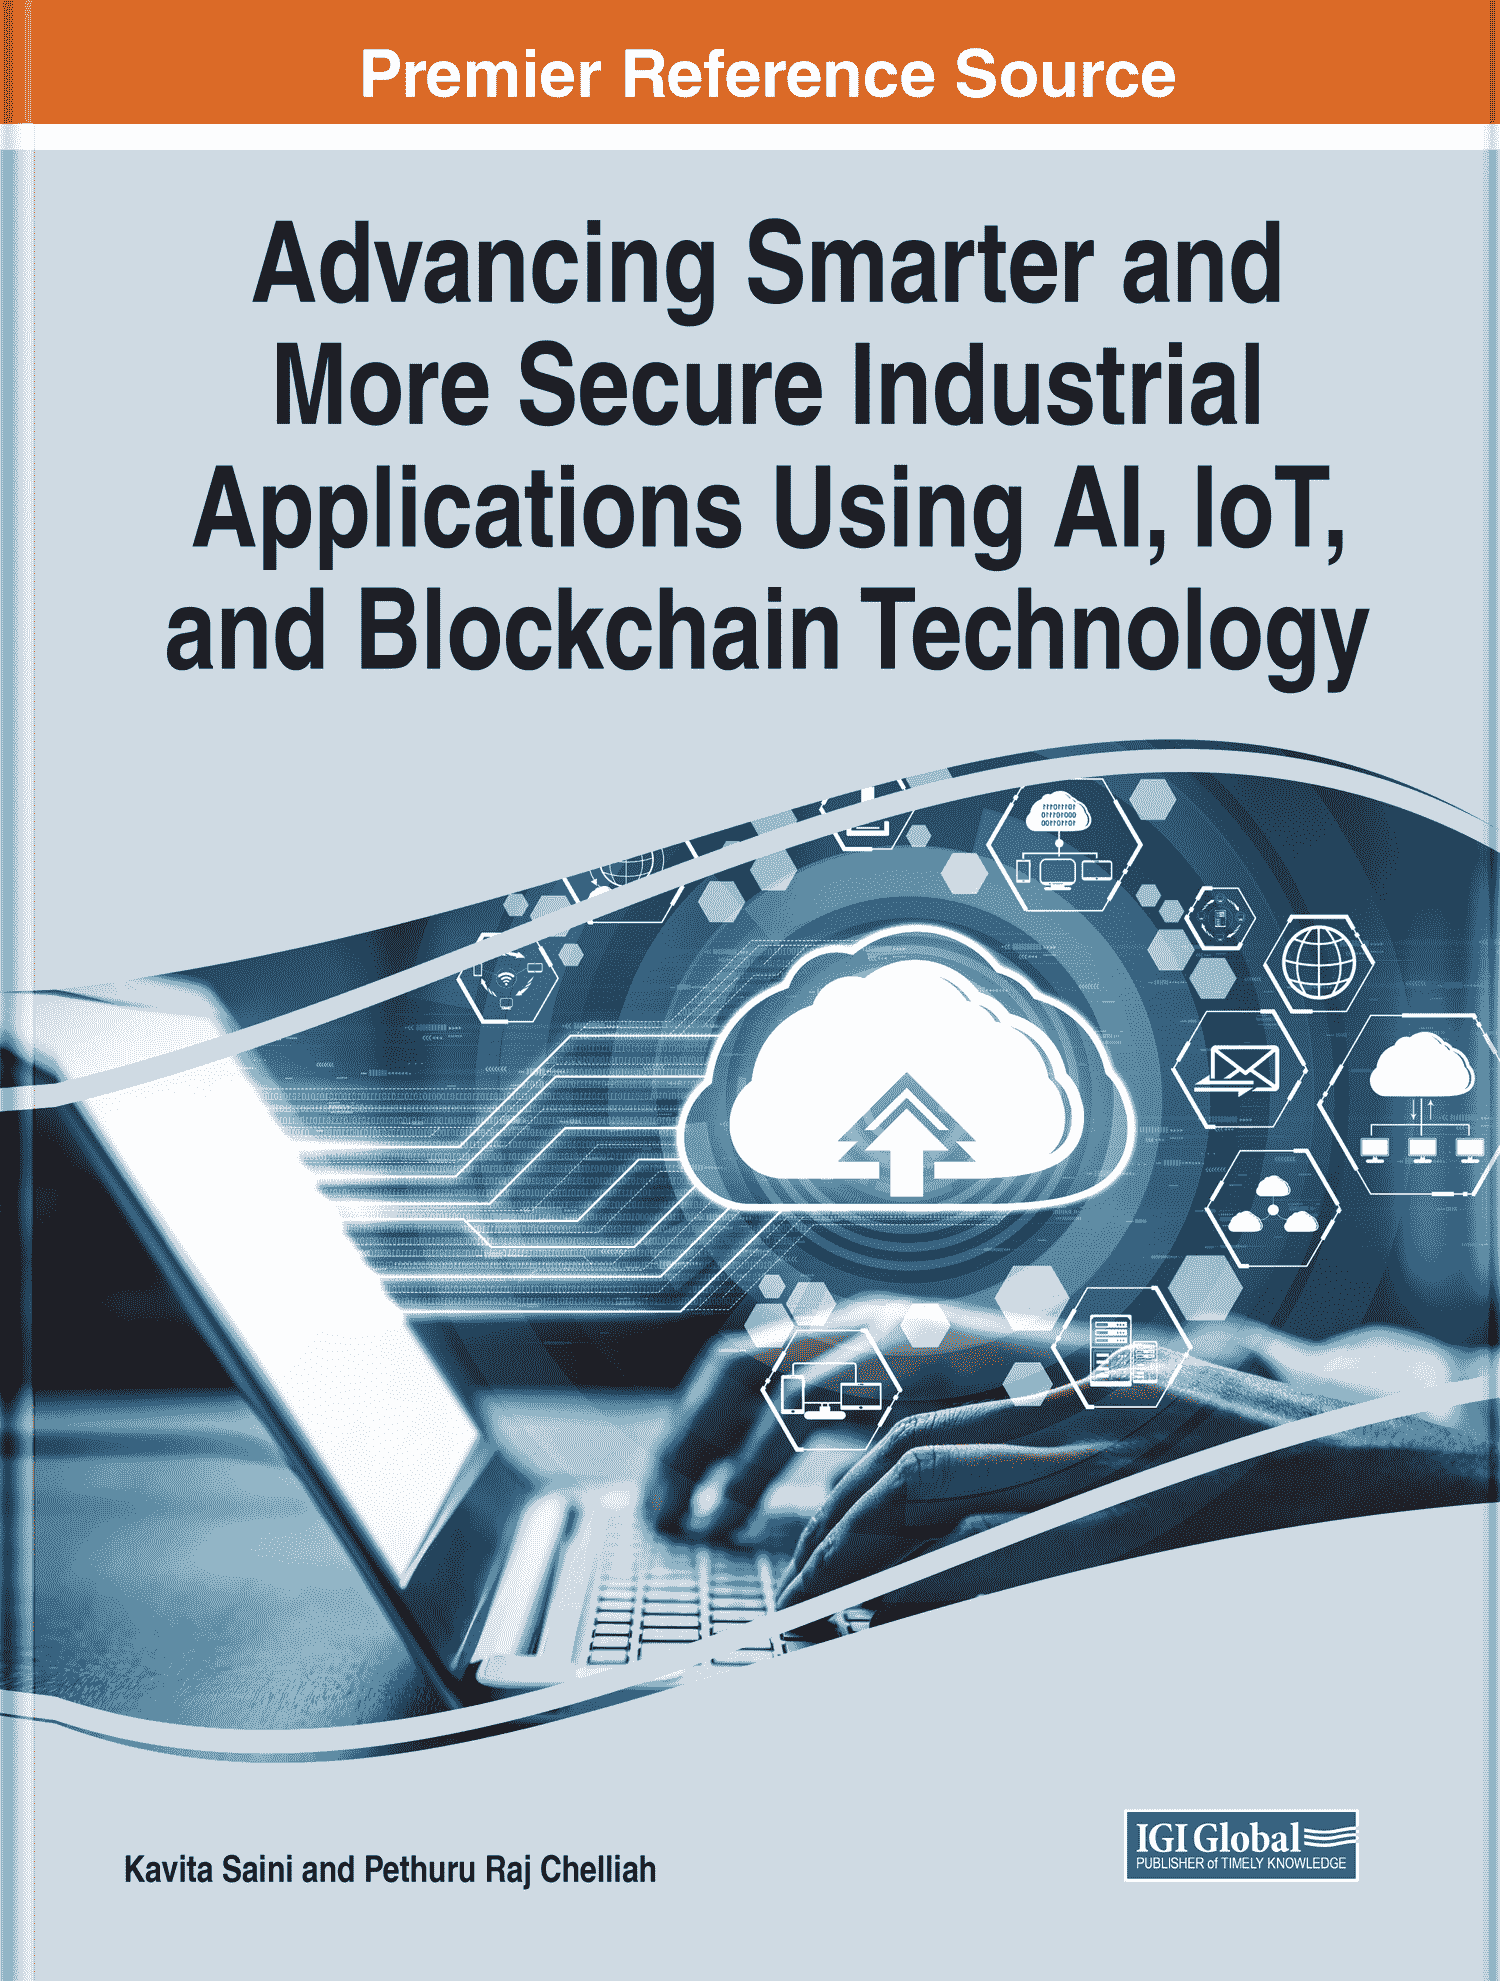 Premier Reference Source
Advancing Smarter and
More Secure Industrial
Applications Using AI, IoT,
and Blockchain Technology
Kavita Saini and Pethuru Raj Chelliah
IGI Global
PUBLISHER of TIMELY KNOWLEDGE